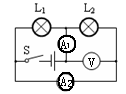 L₁ L₂
A₁
S V
A₂